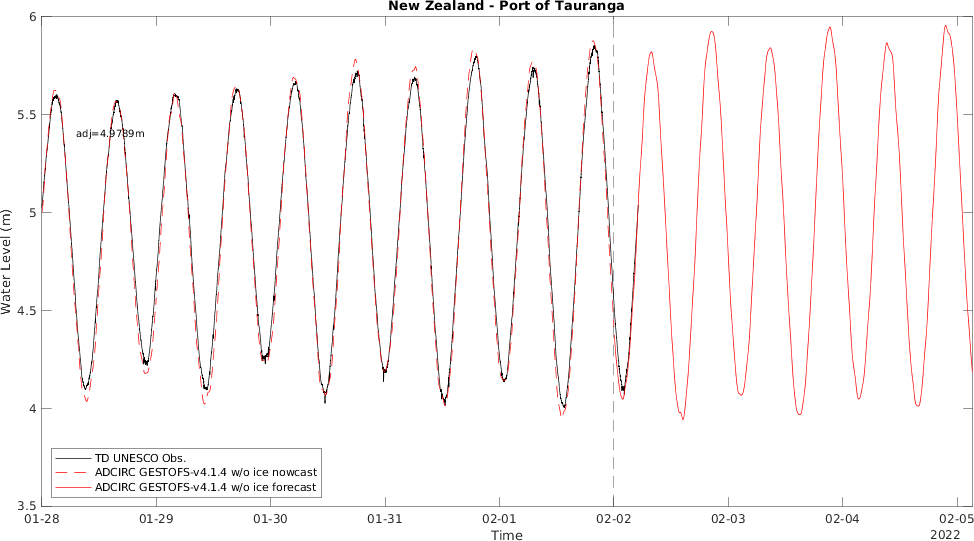 New Zealand - Port of Tauranga
6
5.5
5
4.5
4
3.5
Water Level (m)
adj=4.9789m
TD UNESCO Obs.
ADCIRC GESTOFS-v4.1.4 w/o ice nowcast
ADCIRC GESTOFS-v4.1.4 w/o ice forecast
01-28 01-29 01-30 01-31 02-01 02-02 02-03 02-04 02-05
Time
2022